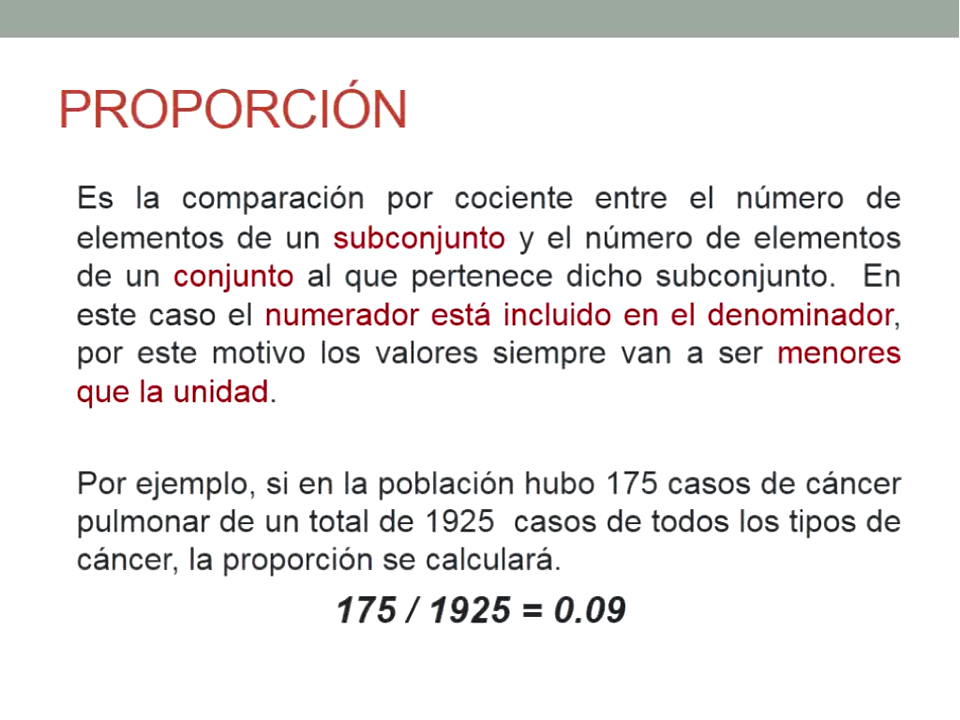 PROPORCIÓN
Es la comparación por cociente entre el número de
elementos de un subconjunto y el número de elementos
de un conjunto al que pertenece dicho subconjunto. En
este caso el numerador está incluido en el denominador,
por este motivo los valores siempre van a ser menores
que la unidad.
Por ejemplo, si en la población hubo 175 casos de cáncer
pulmonar de un total de 1925 casos de todos los tipos de
cáncer, la proporción se calculará.
175 / 1925 = 0.09